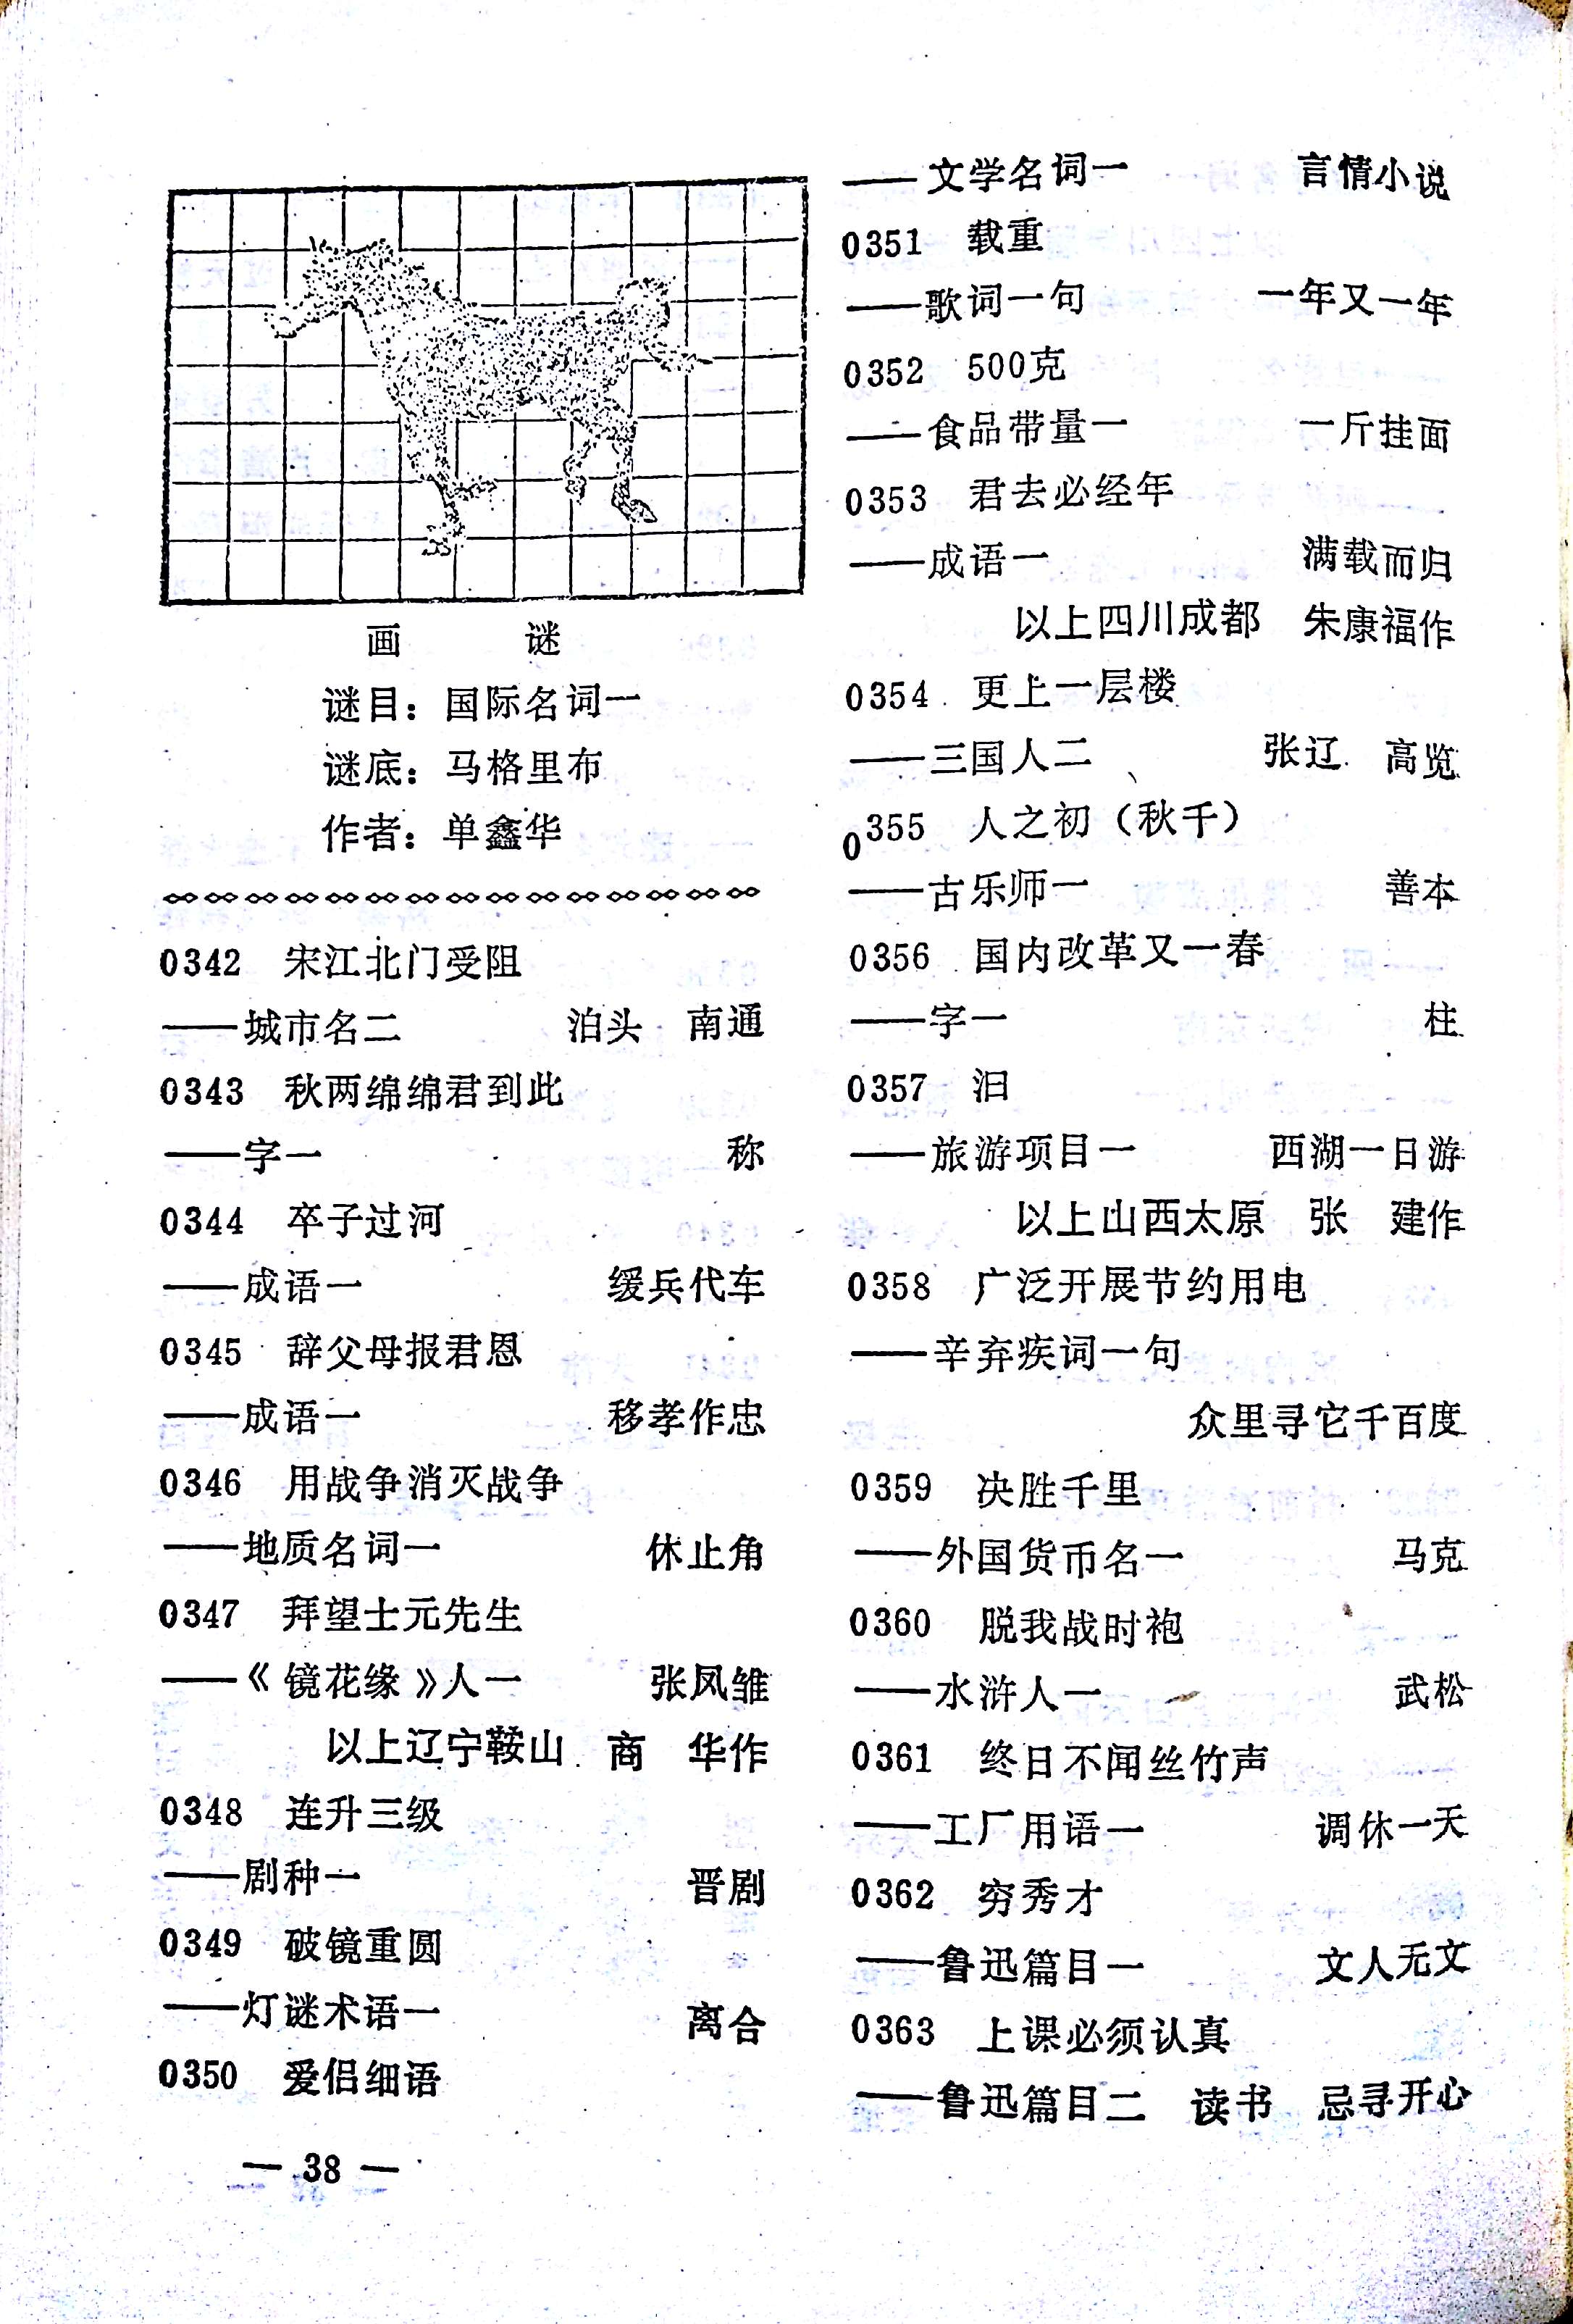 画 谜
谜目：国际名词一
谜底：马格里布
作者：单鑫华
0342 宋江北门受阻
——城市名二 泊头 南通
0343 秋两绵绵君到此
——字一 称
0344 卒子过河
——成语一 缓兵代车
0345 辞父母报君恩
——成语一 移孝作忠
0346 用战争消灭战争
——地质名词一 休止角
0347 拜望士元先生
——《镜花缘》人一 张凤雏
以上辽宁鞍山 商 华作
0348 连升三级
——剧种一 晋剧
0349 破镜重圆
——灯谜术语一 离合
0350 爱侣细语
— 38 —
——文学名词一 言情小说
0351 载重
——歌词一句 一年又一年
0352 500克
——食品带量一 一斤挂面
0353 君去必经年
——成语一 满载而归
以上四川成都 朱康福作
0354 更上一层楼
——三国人二 张辽 高览
0355 人之初（秋千）
——古乐师一 善本
0356 国内改革又一春
——字一 柱
0357 汩
——旅游项目一 西湖一日游
以上山西太原 张 建作
0358 广泛开展节约用电
——辛弃疾词一句
众里寻它千百度
0359 决胜千里
——外国货币名一 马克
0360 脱我战时袍
——水浒人一 武松
0361 终日不闻丝竹声
——工厂用语一 调休一天
0362 穷秀才
——鲁迅篇目一 文人无文
0363 上课必须认真
——鲁迅篇目二 读书 忌寻开心